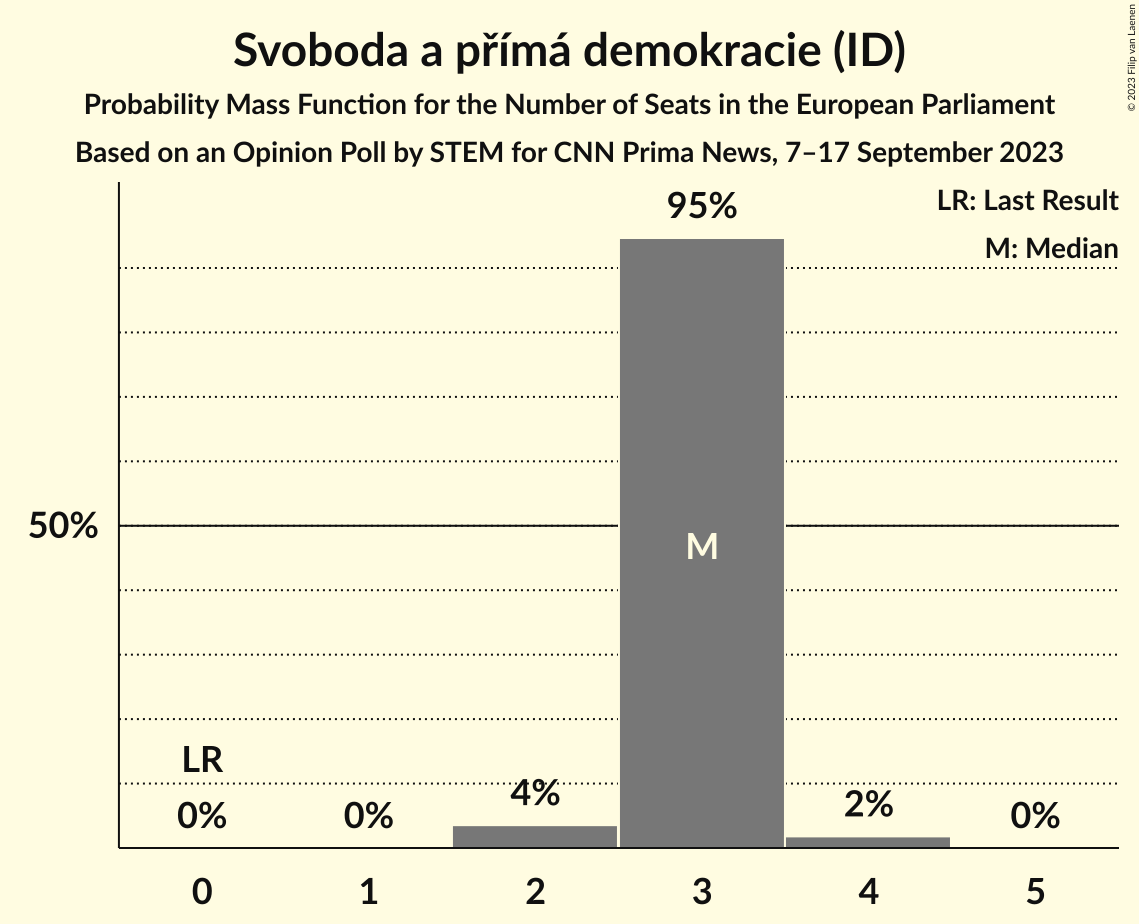 Svoboda a přímá demokracie (ID)
Probability Mass Function for the Number of Seats in the European Parliament
Based on an Opinion Poll by STEM for CNN Prima News, 7–17 September 2023
© 2023 Filip van Laenen
LR: Last Result
M: Median
95%
50%
M
LR
0%
0%
4%
2%
0%
0
1
2
3
4
5